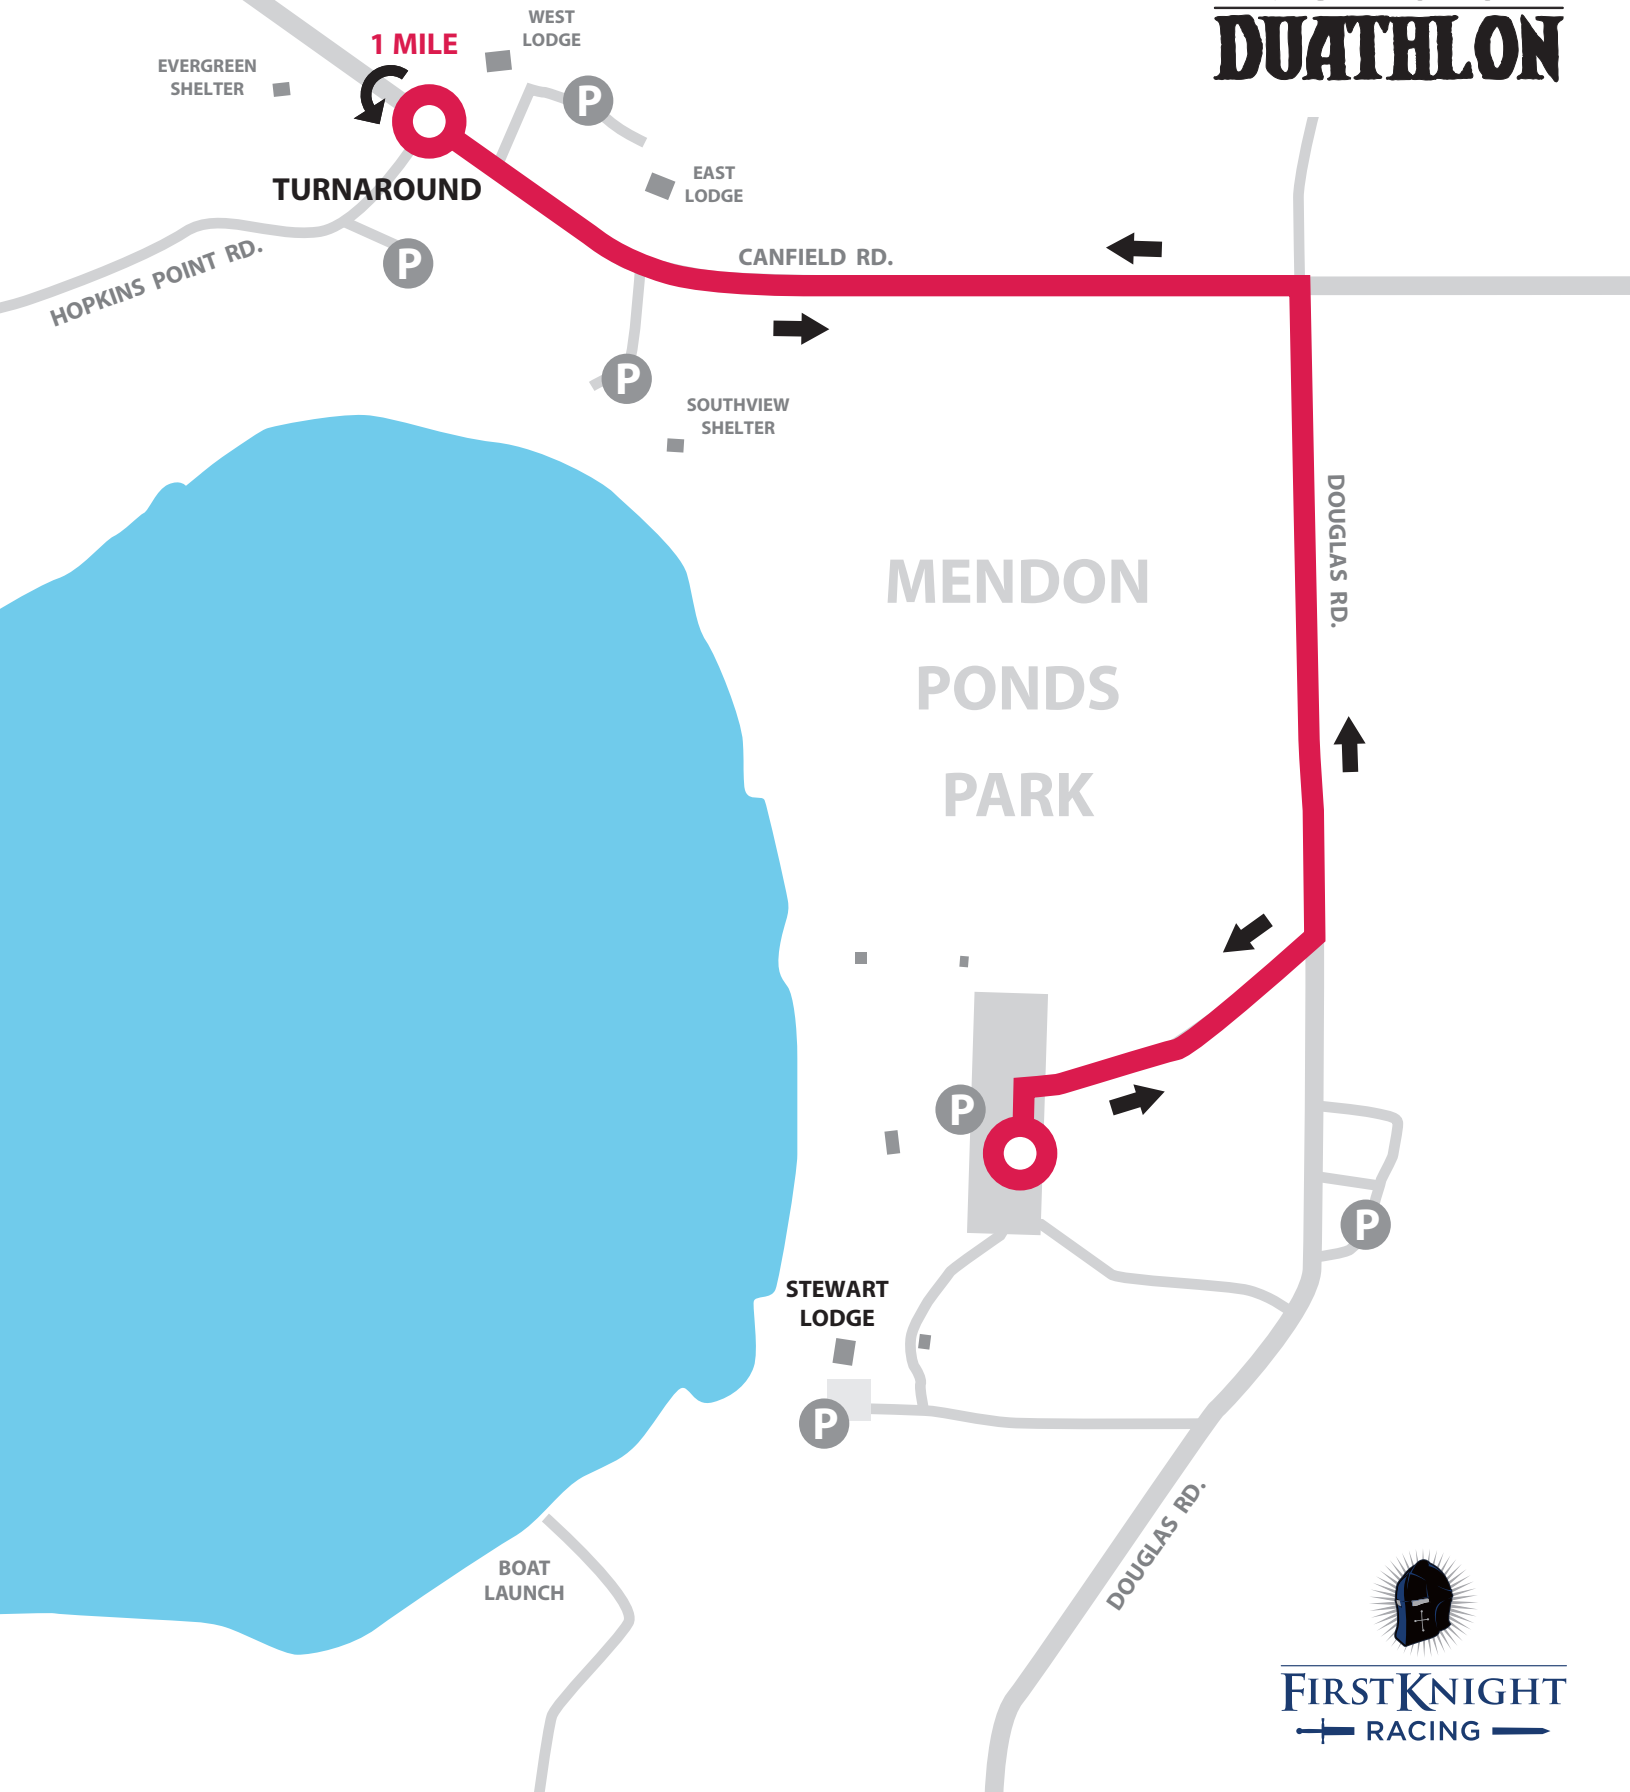 DUATHLON
WEST
LODGE
1 MILE
EVERGREEN
SHELTER
P
EAST
LODGE
TURNAROUND
CANFIELD RD.
P
HOPKINS POINT RD.
P
SOUTHVIEW
SHELTER
DOUGLAS RD.
MENDON
PONDS
PARK
P
P
STEWART
LODGE
P
DOUGLAS RD.
BOAT
LAUNCH
FIRSTKNIGHT
RACING